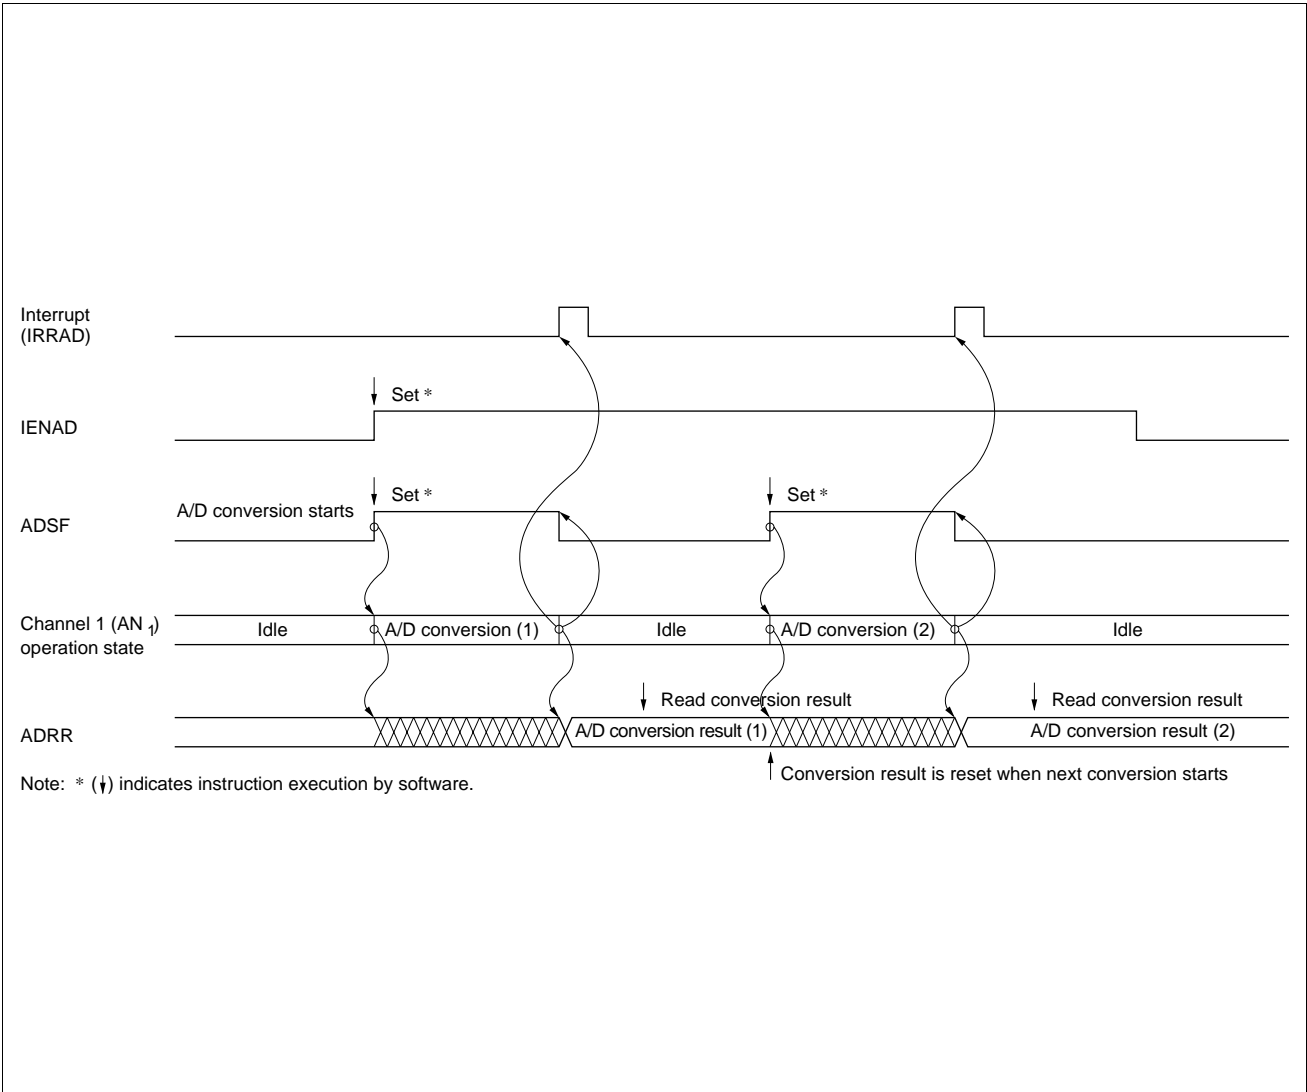 Interrupt
(IRRAD)
Set *
IENAD
Set *
Set *
A/D conversion starts
ADSF
Channel 1 (AN 1)
operation state
Idle
A/D conversion (1)
Idle
A/D conversion (2)
Idle
Read conversion result
Read conversion result
ADRR
A/D conversion result (1)
A/D conversion result (2)
Conversion result is reset when next conversion starts
Note: * (↓) indicates instruction execution by software.